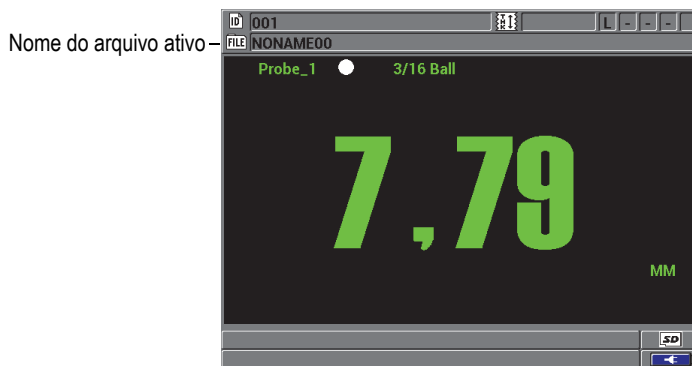 ID 001 L - - -
Nome do arquivo ativo
FILE NONAME00
Probe_1 3/16 Ball
7,79
MM
SD